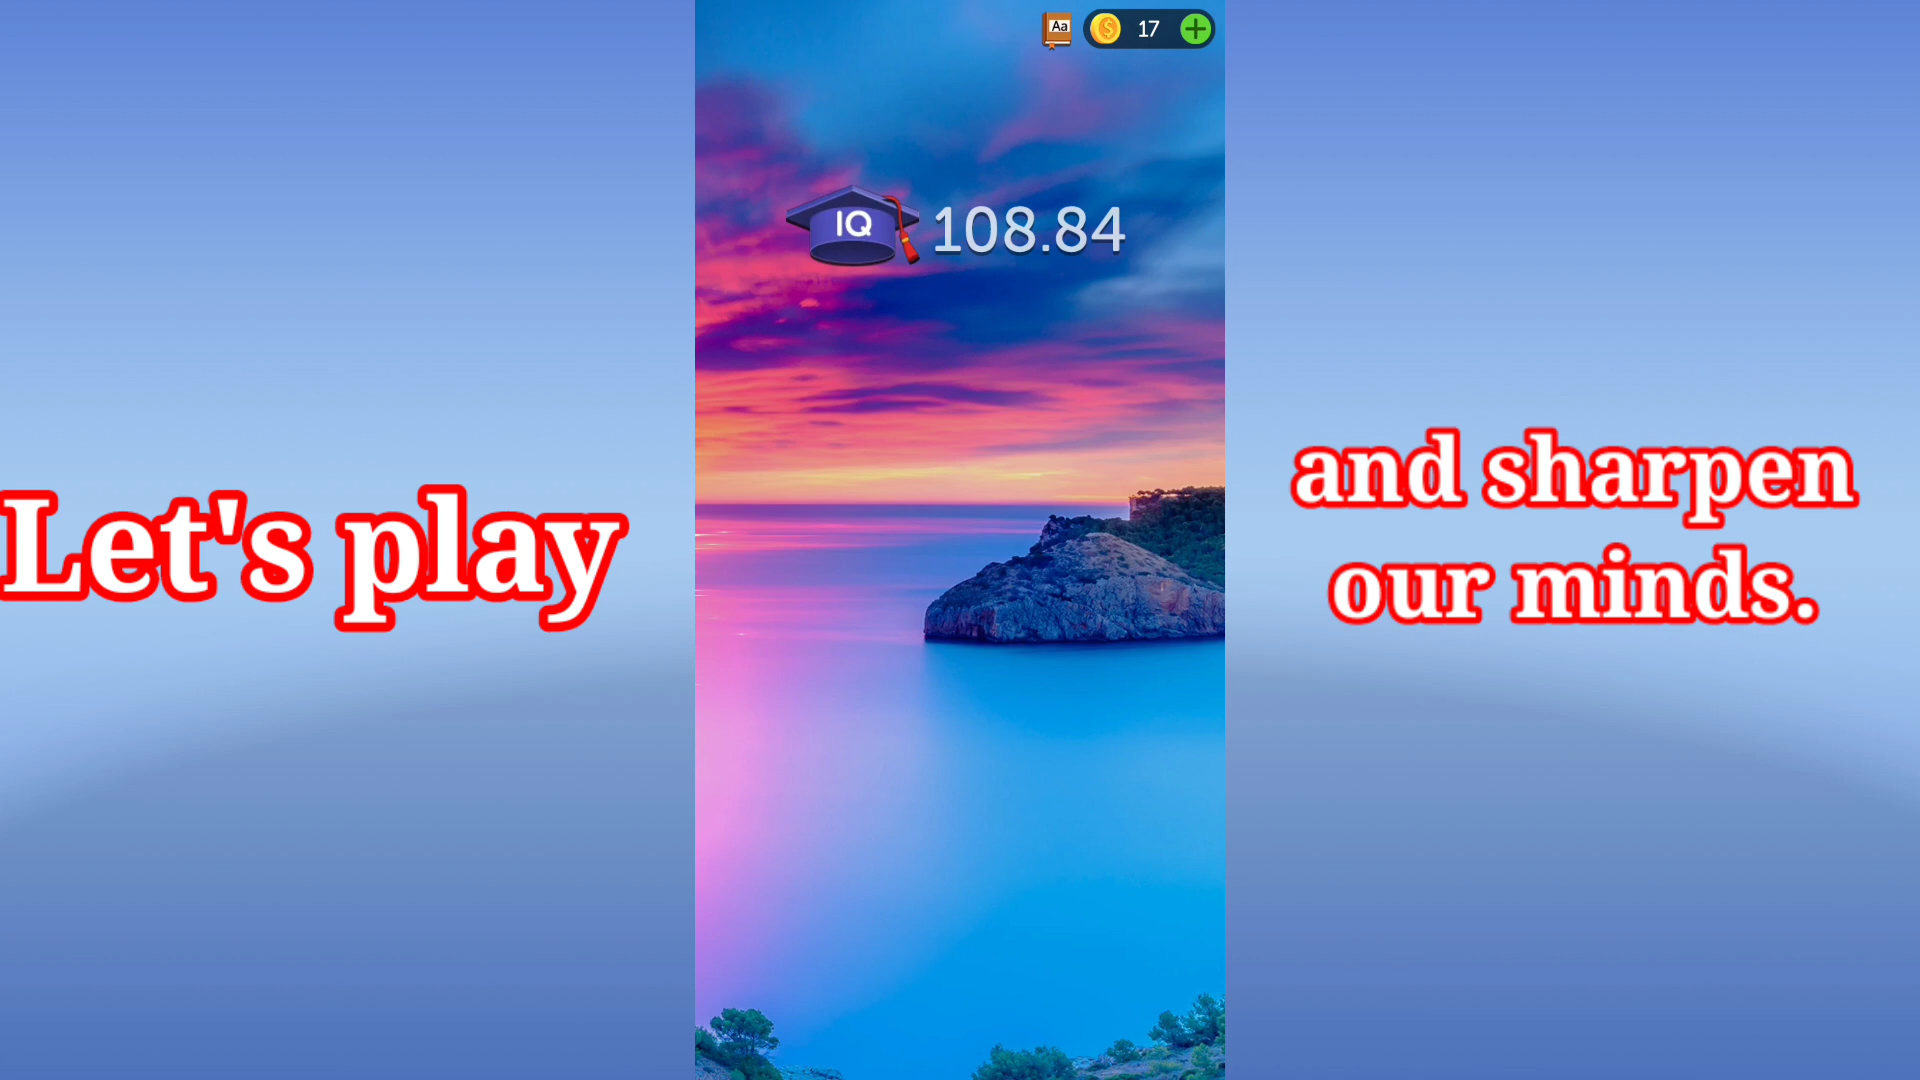 Aa
17
IQ 108.84
Let's play
and sharpen
our minds.